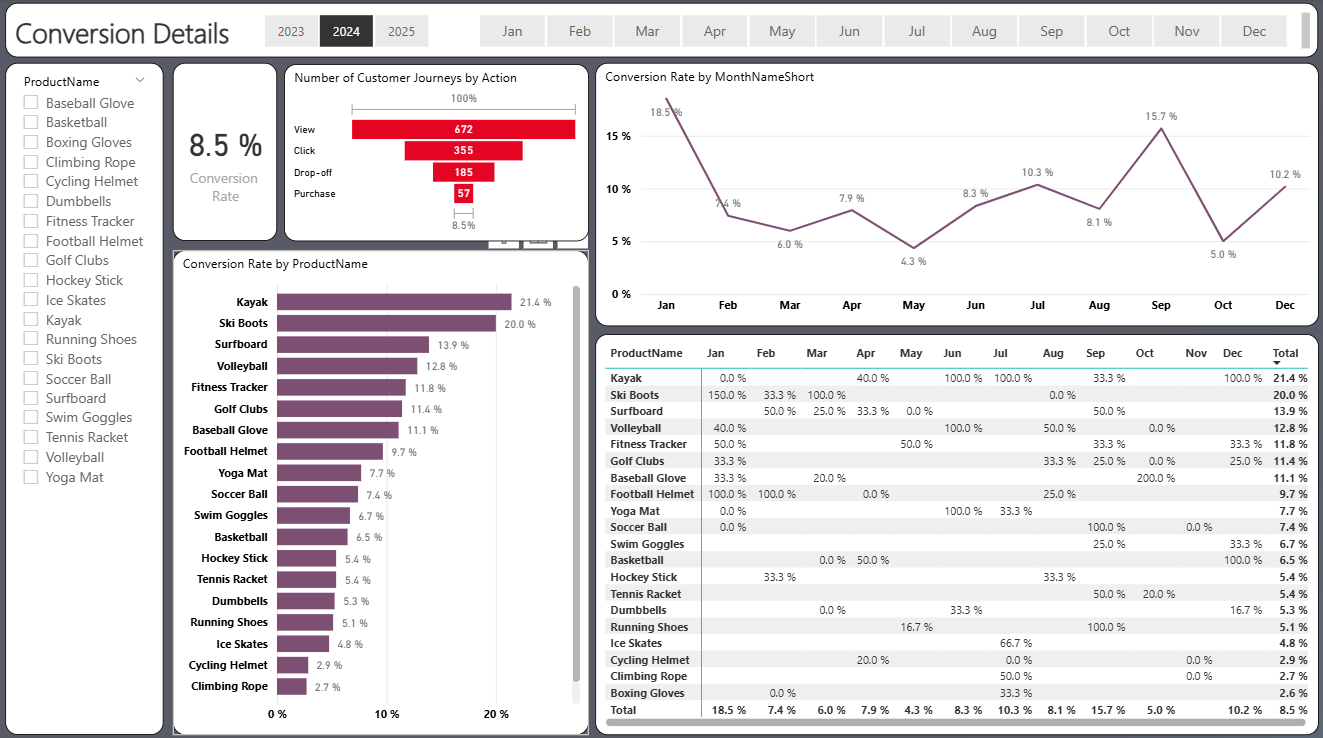 Conversion Details
2023 2024 2025
Jan Feb Mar Apr May Jun Jul Aug Sep Oct Nov Dec
ProductName
Baseball Glove
Basketball
Boxing Gloves
Climbing Rope
Cycling Helmet
Dumbbells
Fitness Tracker
Football Helmet
Golf Clubs
Hockey Stick
Ice Skates
Kayak
Running Shoes
Ski Boots
Soccer Ball
Surfboard
Swim Goggles
Tennis Racket
Volleyball
Yoga Mat
8.5 %
Conversion
Rate
Number of Customer Journeys by Action
100%
View 672
Click 355
Drop-off 185
Purchase 57
8.5%
Conversion Rate by ProductName
Kayak 21.4 %
Ski Boots 20.0 %
Surfboard 13.9 %
Volleyball 12.8 %
Fitness Tracker 11.8 %
Golf Clubs 11.4 %
Baseball Glove 11.1 %
Football Helmet 9.7 %
Yoga Mat 7.7 %
Soccer Ball 7.4 %
Swim Goggles 6.7 %
Basketball 6.5 %
Hockey Stick 5.4 %
Tennis Racket 5.4 %
Dumbbells 5.3 %
Running Shoes 5.1 %
Ice Skates 4.8 %
Cycling Helmet 2.9 %
Climbing Rope 2.7 %
0 % 10 % 20 %
Conversion Rate by MonthNameShort
15 %
10 %
5 %
0 %
18.5 % 7.4 % 6.0 % 7.9 % 4.3 % 8.3 % 10.3 % 8.1 % 15.7 % 5.0 % 10.2 %
Jan Feb Mar Apr May Jun Jul Aug Sep Oct Dec
ProductName Jan Feb Mar Apr May Jun Jul Aug Sep Oct Nov Dec Total
Kayak 0.0 % 40.0 % 100.0 % 100.0 % 33.3 % 100.0 % 21.4 %
Ski Boots 150.0 % 33.3 % 100.0 % 0.0 % 20.0 %
Surfboard 50.0 % 25.0 % 33.3 % 0.0 % 50.0 % 13.9 %
Volleyball 40.0 % 100.0 % 50.0 % 0.0 % 12.8 %
Fitness Tracker 50.0 % 50.0 % 33.3 % 33.3 % 11.8 %
Golf Clubs 33.3 % 33.3 % 25.0 % 0.0 % 25.0 % 11.4 %
Baseball Glove 33.3 % 20.0 % 200.0 % 11.1 %
Football Helmet 100.0 % 100.0 % 0.0 % 25.0 % 9.7 %
Yoga Mat 0.0 % 100.0 % 33.3 % 7.7 %
Soccer Ball 0.0 % 100.0 % 0.0 % 7.4 %
Swim Goggles 25.0 % 33.3 % 6.7 %
Basketball 0.0 % 50.0 % 100.0 % 6.5 %
Hockey Stick 33.3 % 33.3 % 5.4 %
Tennis Racket 50.0 % 20.0 % 5.4 %
Dumbbells 0.0 % 33.3 % 16.7 % 5.3 %
Running Shoes 16.7 % 100.0 % 5.1 %
Ice Skates 66.7 % 4.8 %
Cycling Helmet 20.0 % 0.0 % 0.0 % 2.9 %
Climbing Rope 50.0 % 0.0 % 2.7 %
Boxing Gloves 0.0 % 33.3 % 2.6 %
Total 18.5 % 7.4 % 6.0 % 7.9 % 4.3 % 8.3 % 10.3 % 8.1 % 15.7 % 5.0 % 10.2 % 8.5 %